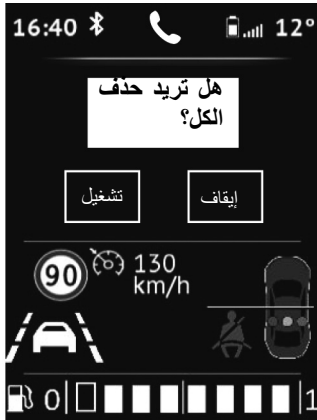 16:40 12°
هل تريد حذف
الكل؟
تشغيل إيقاف
90 130
km/h
0 1